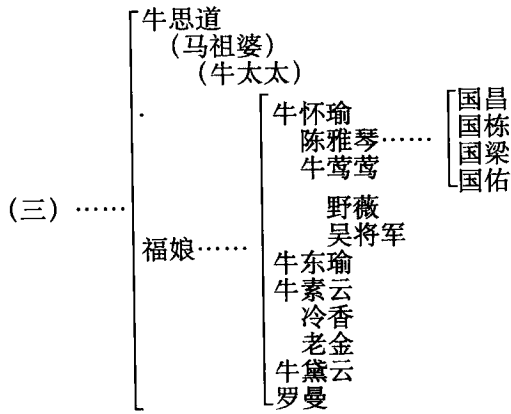 牛思道
(马祖婆)
(牛太太)
牛怀瑜
陈雅琴……
牛莺莺
国昌
国栋
国梁
国佑
(三)……
野薇
吴将军
福娘……
牛东瑜
牛素云
冷香
老金
牛黛云
罗曼